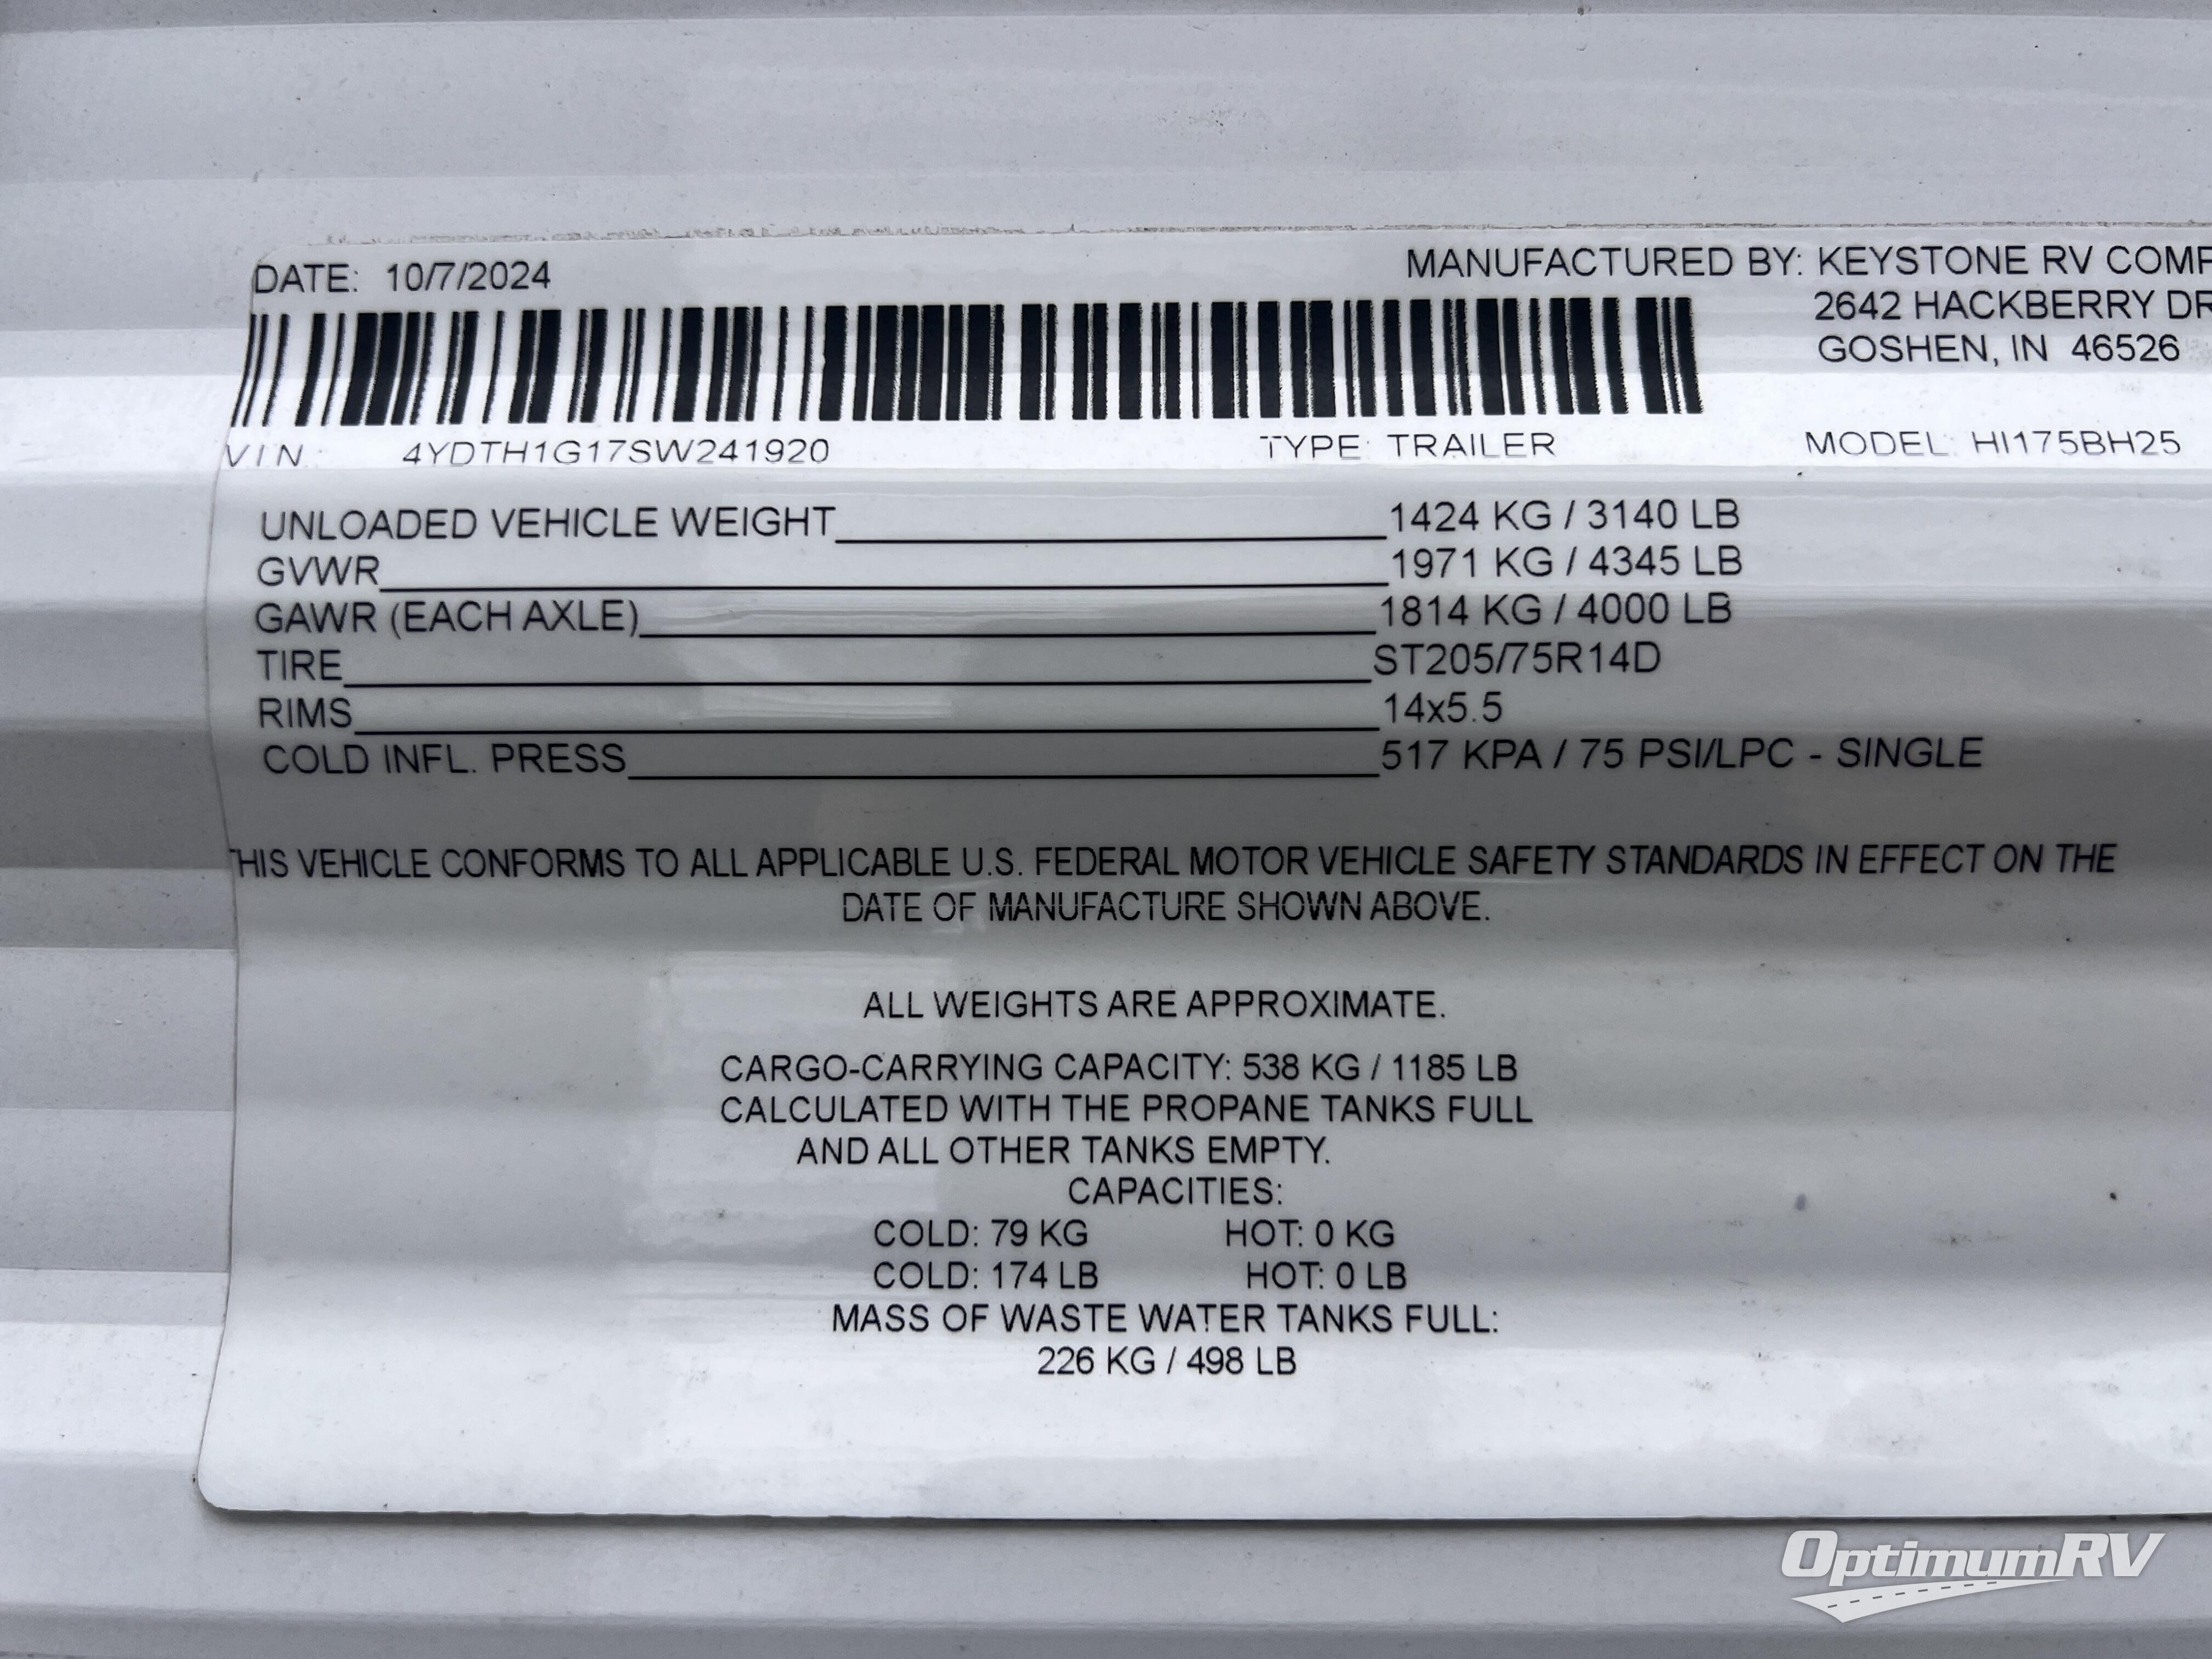 DATE: 10/7/2024
MANUFACTURED BY: KEYSTONE RV
2642 HACKBERRY
GOSHEN, IN 46526
VIN: 4YDTH1G17SW241920 TYPE: TRAILER MODEL: HI175BH25
UNLOADED VEHICLE WEIGHT 1424 KG / 3140 LB
GVWR 1971 KG / 4345 LB
GAWR (EACH AXLE) 1814 KG / 4000 LB
TIRE ST205/75R14D
RIMS 14x5.5
COLD INFL. PRESS 517 KPA / 75 PSI/LPC - SINGLE
THIS VEHICLE CONFORMS TO ALL APPLICABLE U.S. FEDERAL MOTOR VEHICLE SAFETY STANDARDS IN EFFECT ON THE
DATE OF MANUFACTURE SHOWN ABOVE.
ALL WEIGHTS ARE APPROXIMATE.
CARGO-CARRYING CAPACITY: 538 KG / 1185 LB
CALCULATED WITH THE PROPANE TANKS FULL
AND ALL OTHER TANKS EMPTY.
CAPACITIES:
COLD: 79 KG HOT: 0 KG
COLD: 174 LB HOT: 0 LB
MASS OF WASTE WATER TANKS FULL:
226 KG / 498 LB
OptimumRV